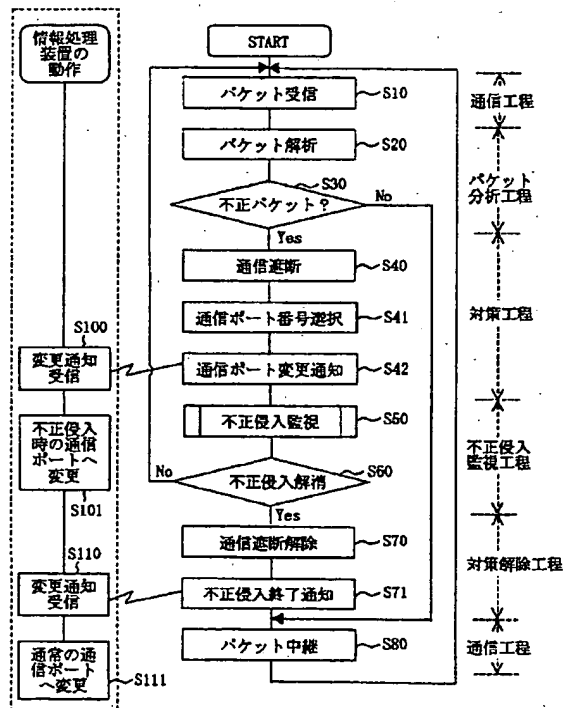 情報処理
装置の
動作
START
パケット受信
S10
通信工程
パケット解析
S20
不正パケット?
S30
No
Yes
パケット
分析工程
通信遮断
S40
通信ポート番号選択
S41
対策工程
S100
変更通知
受信
通信ポート変更通知
S42
不正侵入
時の通信
ポートへ
変更
S101
不正侵入監視
S50
不正侵入
監視工程
No
不正侵入解消
S60
Yes
通信遮断解除
S70
対策解除工程
S110
変更通知
受信
不正侵入終了通知
S71
通常の通
信ポート
へ変更
S111
パケット中継
S80
通信工程